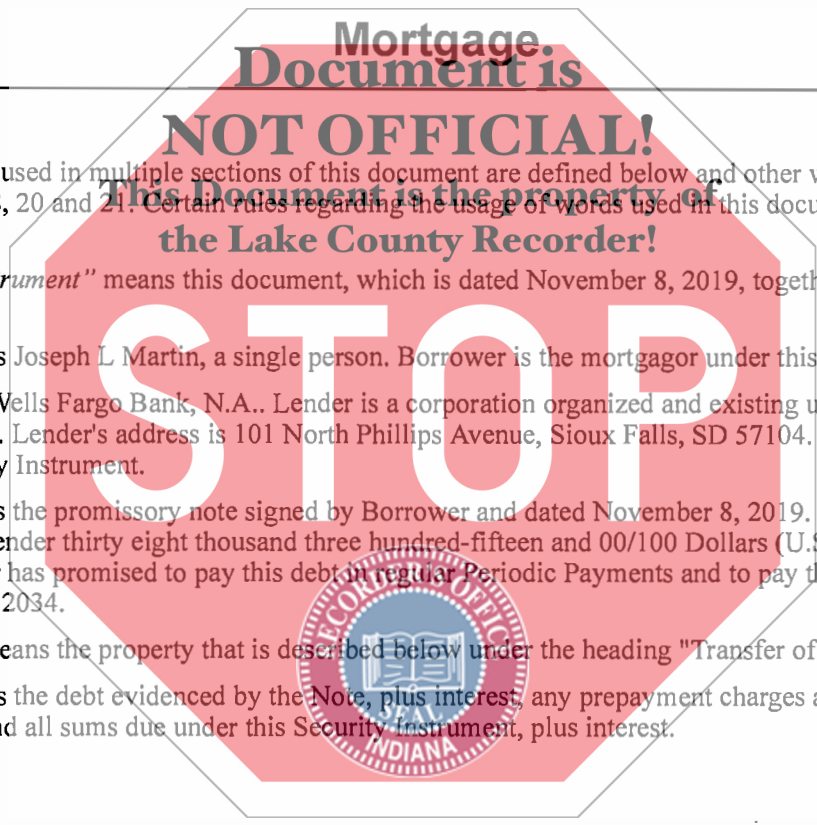 Mortgage
Document is
NOT OFFICIAL!
used in multiple sections of this document are defined below and other
This Document is the property of
, 20 and 21. Certain rules regarding the usage of words used in this docu
the Lake County Recorder!
rument” means this document, which is dated November 8, 2019, togeth
STOP
s Joseph L Martin, a single person. Borrower is the mortgagor under this
Wells Fargo Bank, N.A.. Lender is a corporation organized and existing u
. Lender's address is 101 North Phillips Avenue, Sioux Falls, SD 57104.
y Instrument.
s the promissory note signed by Borrower and dated November 8, 2019.
ender thirty eight thousand three hundred-fifteen and 00/100 Dollars (U.S
has promised to pay this debt in regular Periodic Payments and to pay th
2034.
RECORDER'S OFFICE
eans the property that is described below under the heading "Transfer of
s the debt evidenced by the Note, plus interest, any prepayment charges a
SEAL
nd all sums due under this Security Instrument, plus interest.
INDIANA